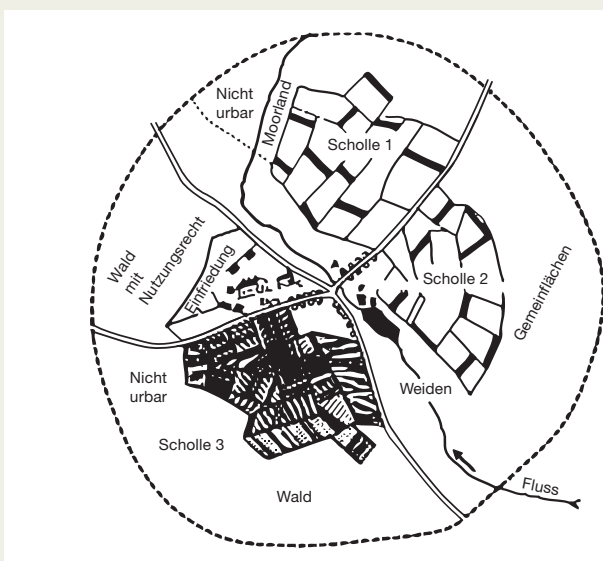 Nicht
urbar
Moorland
Scholle 1
Wald
mit
Nutzungsrecht
Einfriedung
Scholle 2
Gemeinflächen
Nicht
urbar
Weiden
Scholle 3
Wald
Fluss